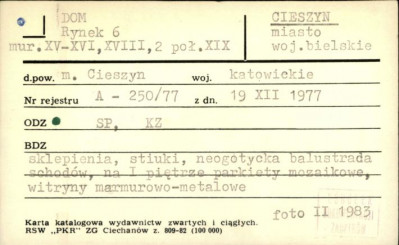 DOM CIESZYN
Rynek 6 miasto
mur.XV-XVI,XVIII,2 poł.XIX woj.bielskie
d.pow. m. Cieszyn woj. katowickie
Nr rejestru A - 250/77 z dn. 19 XII 1977
ODZ SP, KZ
BDZ
sklepienia, stiuki, neogotycka balustrada
schodów, na I piętrze parkiety mozaikowe,
witryny marmurowo-metalowe
foto II 1983
Karta katalogowa wydawnictw zwartych i ciągłych.
RSW „PKR" ZG Ciechanów z. 809-82 (100 000)